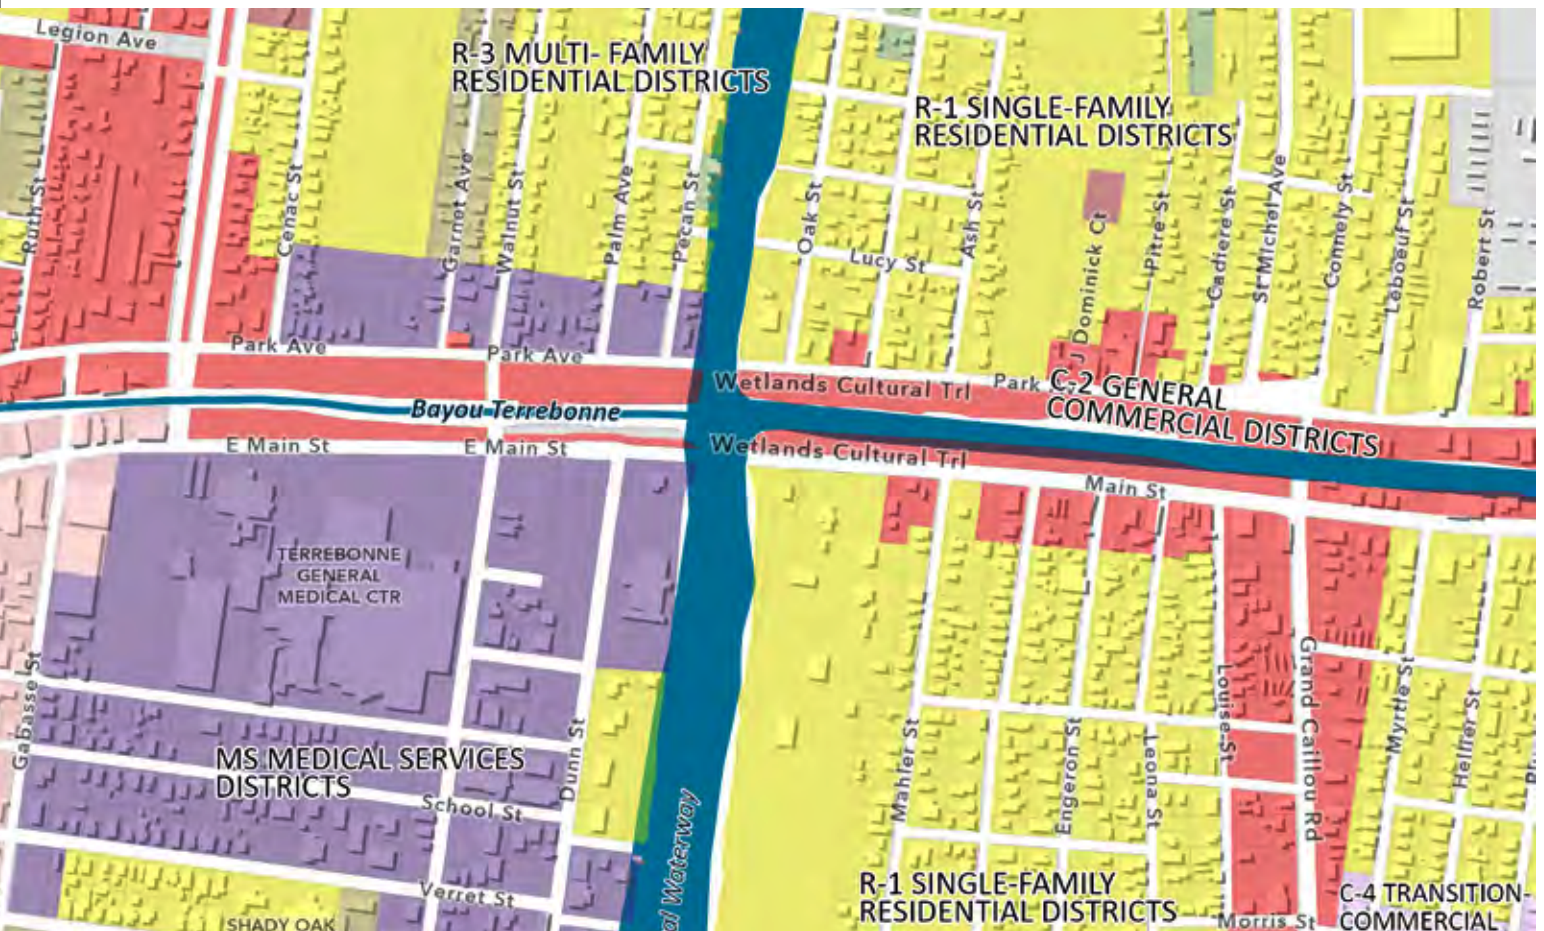 Legion Ave
R-3 MULTI- FAMILY
RESIDENTIAL DISTRICTS
R-1 SINGLE-FAMILY
RESIDENTIAL DISTRICTS
Ruth St
Cenac St
Garnet Ave
Walnut St
Palm Ave
Pecan St
Oak St
Lucy St
Ash St
J Dominick Ct
Pitre St
Cadiere St
St Michel Ave
Connely St
Leboeuf St
Robert St
Park Ave
Park Ave
Wetlands Cultural Trl
Park
C-2 GENERAL
COMMERCIAL DISTRICTS
Bayou Terrebonne
E Main St
E Main St
Wetlands Cultural Trl
Main St
TERREBONNE
GENERAL
MEDICAL CTR
Gabasse St
MS MEDICAL SERVICES
DISTRICTS
School St
Dunn St
Verret St
SHADY OAK
al Waterway
Mahler St
Engeron St
Leona St
Louise St
Grand Caillou Rd
Myrtle St
Hellier St
R-1 SINGLE-FAMILY
RESIDENTIAL DISTRICTS
Morris St
C-4 TRANSITION-
COMMERCIAL